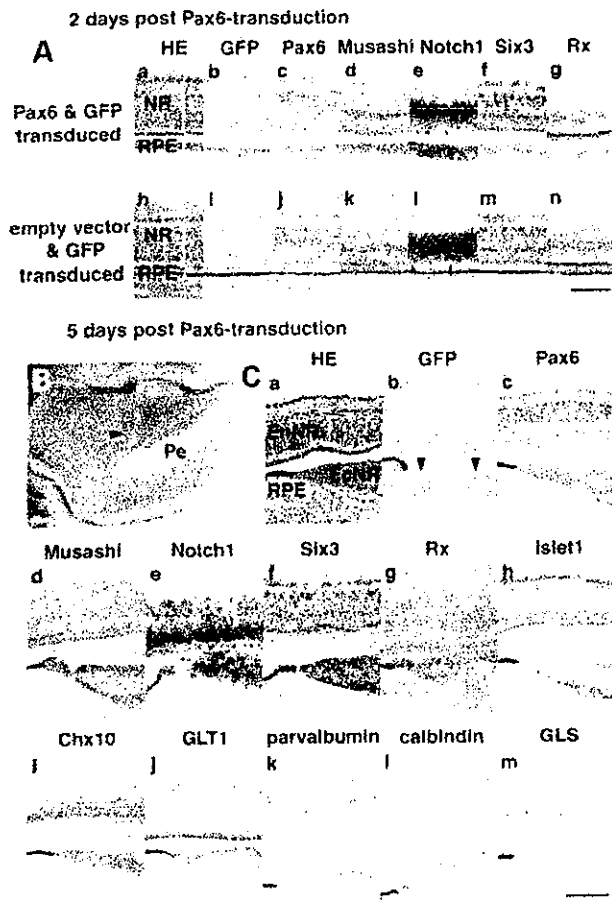 2 days post Pax6-transduction
A
HE GFP Pax6 Musashi Notch1 Six3 Rx
a b c d e f g
Pax6 & GFP
transduced
NR
RPE
h i j k l m n
empty vector
& GFP
transduced
NR
RPE
5 days post Pax6-transduction
B
Pe
C
HE GFP Pax6
a b c
EnNR
EcNR
RPE
Musashi Notch1 Six3 Rx islet1
d e f g h
Chx10 GLT1 parvalbumin calbindin GLS
i j k l m